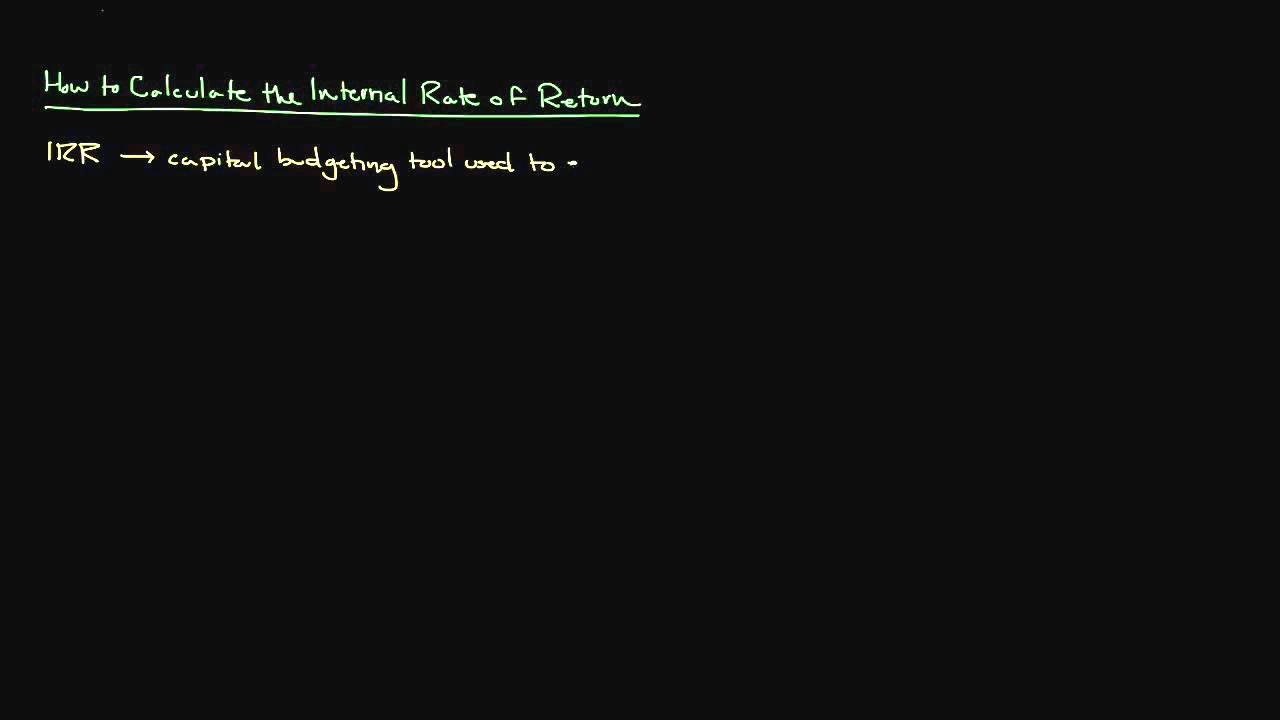 How to Calculate the Internal Rate of Return
IRR → capital budgeting tool used to